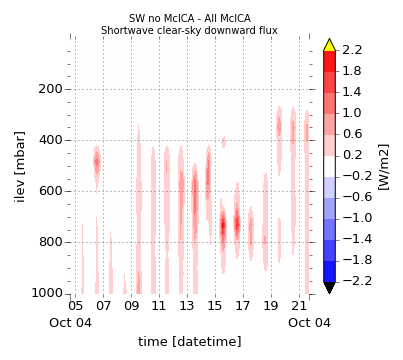 SW no McICA - All McICA
Shortwave clear-sky downward flux
ilev [mbar]
200
400
600
800
1000
05 07 09 11 13 15 17 19 21
Oct 04 Oct 04
time [datetime]
2.2
1.8
1.4
1.0
0.6
0.2
−0.2
−0.6
−1.0
−1.4
−1.8
−2.2
[W/m2]